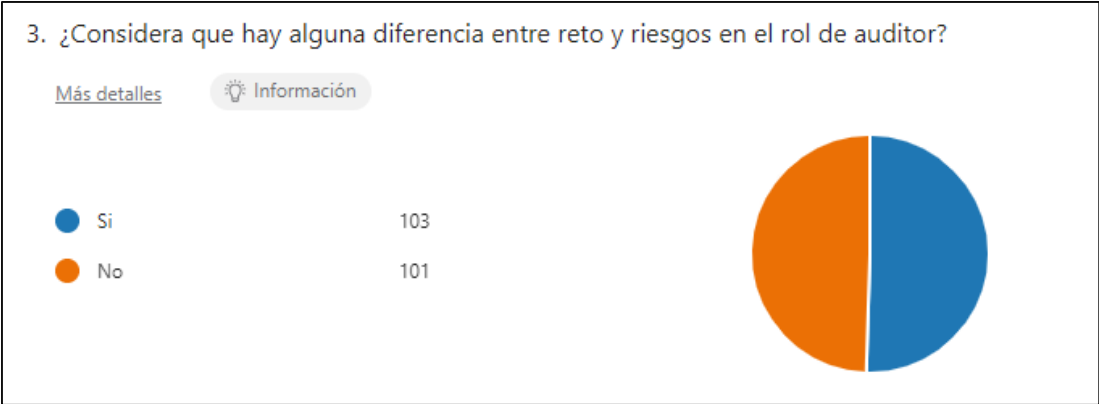 3. ¿Considera que hay alguna diferencia entre reto y riesgos en el rol de auditor?
Más detalles
Información
Si 103
No 101